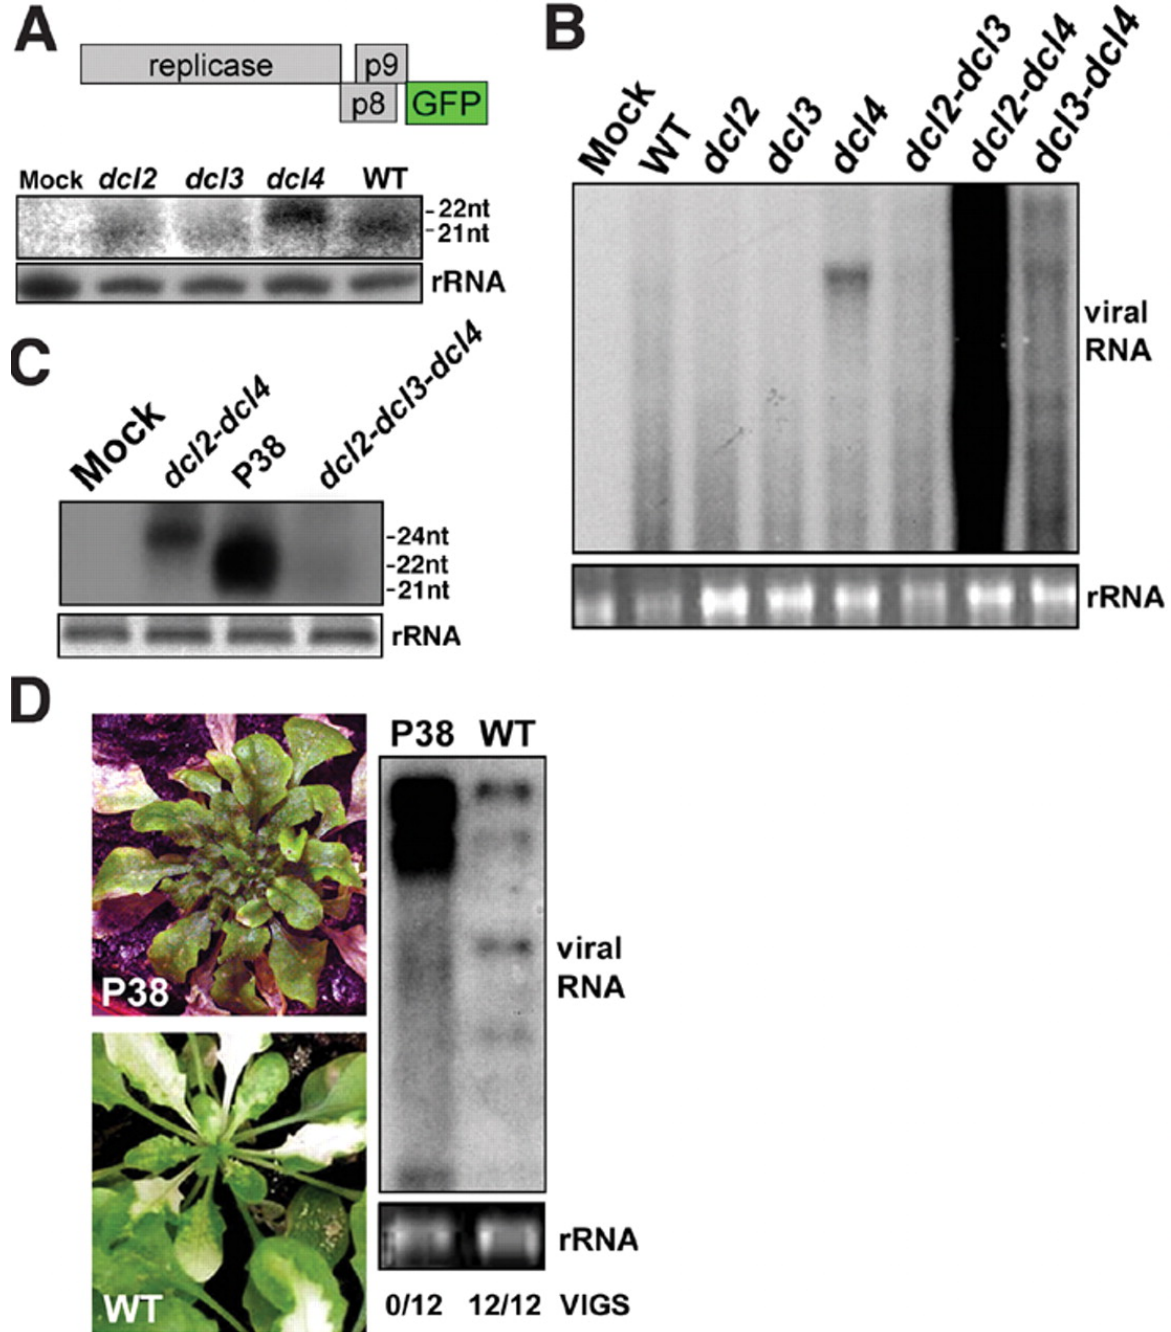 A
replicase
p9
p8
GFP
Mock dcl2 dcl3 dcl4 WT
-22nt
-21nt
rRNA
B
Mock WT dcl2 dcl3 dcl4 dcl2-dcl3 dcl2-dcl4 dcl3-dcl4
viral
RNA
rRNA
C
Mock dcl2-dcl4 P38 dcl2-dcl3-dcl4
-24nt
-22nt
-21nt
rRNA
D
P38
WT
P38 WT
viral
RNA
rRNA
0/12 12/12 VIGS